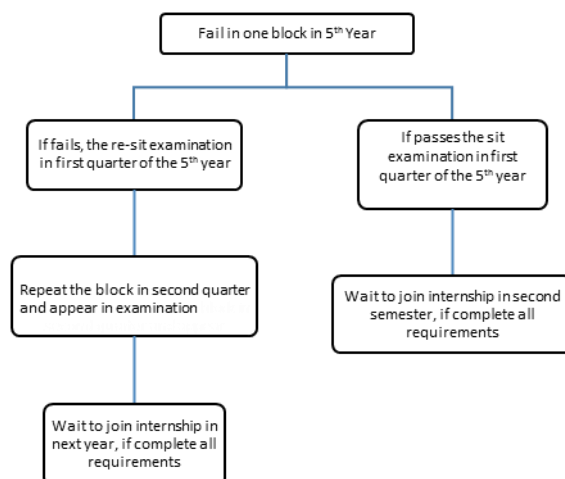 Fail in one block in 5th Year
If fails, the re-sit examination
in first quarter of the 5th year
If passes the sit
examination in first
quarter of the 5th year
Repeat the block in second quarter
and appear in examination
Wait to join internship in second
semester, if complete all
requirements
Wait to join internship in
next year, if complete all
requirements